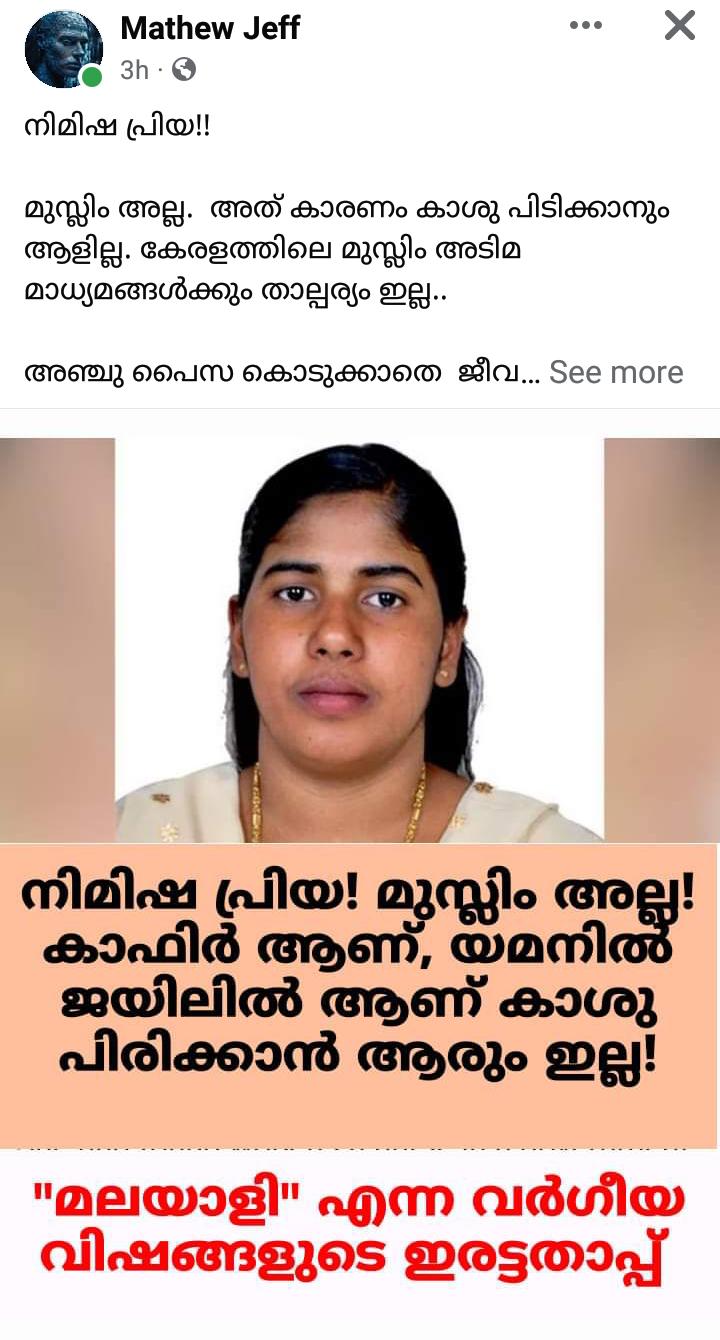 Mathew Jeff
3h ·
നിമിഷ പ്രിയ!!
മുസ്ലിം അല്ല. അത് കാരണം കാശു പിടിക്കാനും
ആളില്ല. കേരളത്തിലെ മുസ്ലിം അടിമ
മാധ്യമങ്ങൾക്കും താല്പര്യം ഇല്ല..
അഞ്ചു പൈസ കൊടുക്കാതെ ജീവ... See more
നിമിഷ പ്രിയ! മുസ്ലിം അല്ല!
കാഫിർ ആണ്, യമനിൽ
ജയിലിൽ ആണ് കാശു
പിരിക്കാൻ ആരും ഇല്ല!
"മലയാളി" എന്ന വർഗീയ
വിഷങ്ങളുടെ ഇരട്ടതാപ്പ്